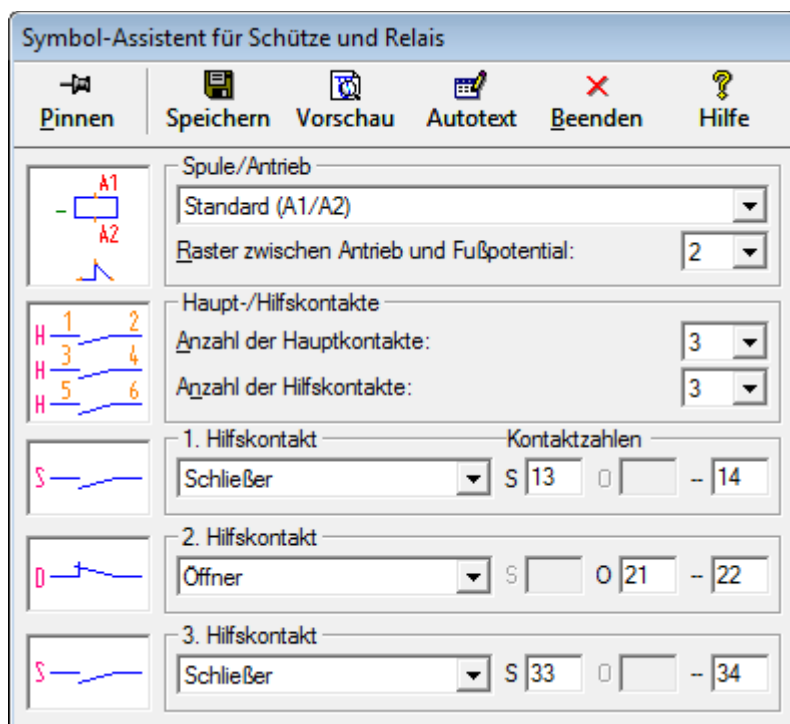 Symbol-Assistent für Schütze und Relais
Pinnen Speichern Vorschau Autotext Beenden Hilfe
A1
A2
Spule/Antrieb
Standard (A1/A2)
Raster zwischen Antrieb und Fußpotential: 2
H 1 2
H 3 4
H 5 6
Haupt-/Hilfskontakte
Anzahl der Hauptkontakte: 3
Anzahl der Hilfskontakte: 3
1. Hilfskontakt Kontaktzahlen
S Schließer S 13 O -- 14
2. Hilfskontakt
O Öffner S O 21 -- 22
3. Hilfskontakt
S Schließer S 33 O -- 34